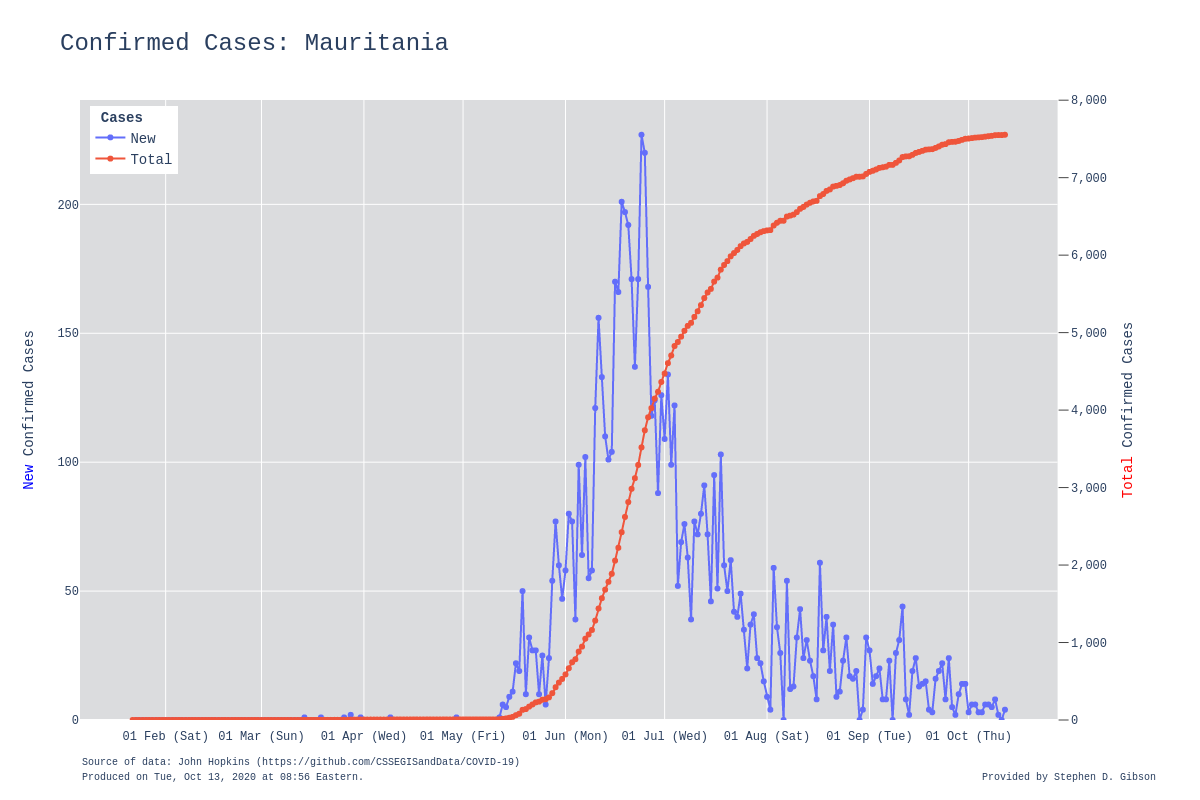 Confirmed Cases: Mauritania
Cases
New
Total
200
150
100
50
0
New Confirmed Cases
8,000
7,000
6,000
5,000
4,000
3,000
2,000
1,000
0
Total Confirmed Cases
01 Feb (Sat) 01 Mar (Sun) 01 Apr (Wed) 01 May (Fri) 01 Jun (Mon) 01 Jul (Wed) 01 Aug (Sat) 01 Sep (Tue) 01 Oct (Thu)
Source of data: John Hopkins (https://github.com/CSSEGISandData/COVID-19)
Produced on Tue, Oct 13, 2020 at 08:56 Eastern.
Provided by Stephen D. Gibson